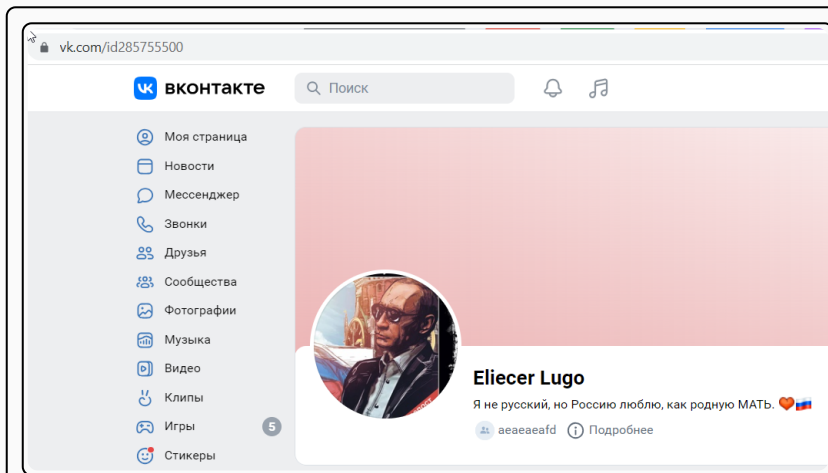 vk.com/id285755500
вконтакте
Поиск
Моя страница
Новости
Мессенджер
Звонки
Друзья
Сообщества
Фотографии
Музыка
Видео
Клипы
Игры 5
Стикеры
Eliecer Lugo
Я не русский, но Россию люблю, как родную МАТЬ. ❤️🇷🇺
aeaeaeafd Подробнее